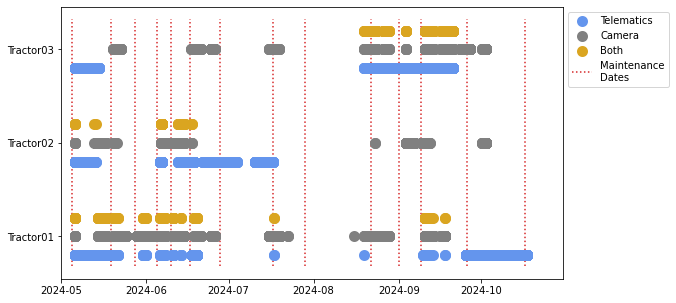 Telematics
Camera
Both
Maintenance
Dates
Tractor03
Tractor02
Tractor01
2024-05 2024-06 2024-07 2024-08 2024-09 2024-10